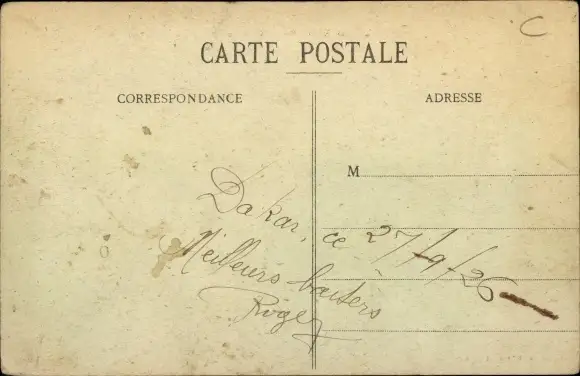 C
CARTE POSTALE
CORRESPONDANCE
ADRESSE
M
Dakar, ce 27/9/26
Meilleurs baisers
Roger